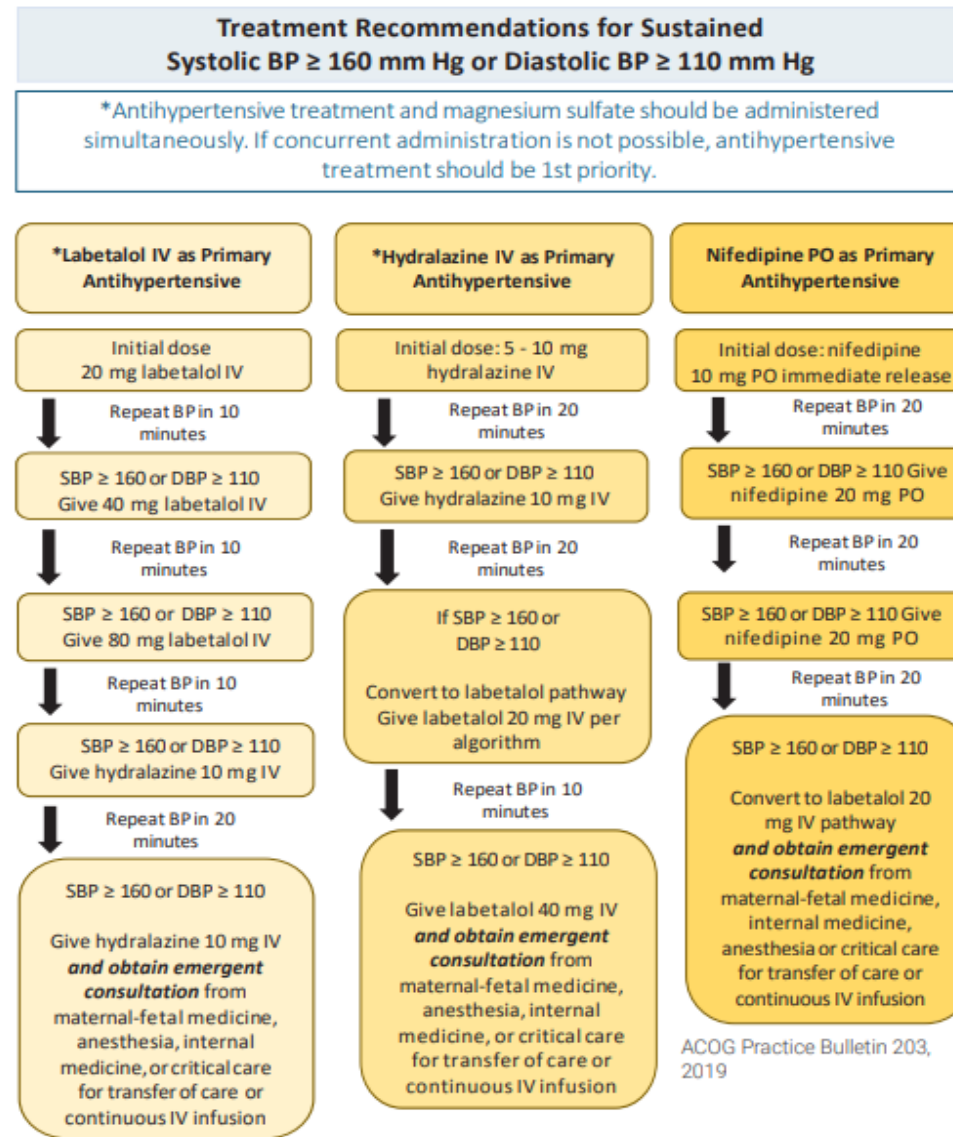 Treatment Recommendations for Sustained
Systolic BP ≥ 160 mm Hg or Diastolic BP ≥ 110 mm Hg
*Antihypertensive treatment and magnesium sulfate should be administered
simultaneously. If concurrent administration is not possible, antihypertensive
treatment should be 1st priority.
*Labetalol IV as Primary
Antihypertensive
Initial dose
20 mg labetalol IV
Repeat BP in 10
minutes
SBP ≥ 160 or DBP ≥ 110
Give 40 mg labetalol IV
Repeat BP in 10
minutes
SBP ≥ 160 or DBP ≥ 110
Give 80 mg labetalol IV
Repeat BP in 10
minutes
SBP ≥ 160 or DBP ≥ 110
Give hydralazine 10 mg IV
Repeat BP in 20
minutes
SBP ≥ 160 or DBP ≥ 110
Give hydralazine 10 mg IV
and obtain emergent
consultation from
maternal-fetal medicine,
anesthesia, internal
medicine, or critical care
for transfer of care or
continuous IV infusion
*Hydralazine IV as Primary
Antihypertensive
Initial dose: 5 - 10 mg
hydralazine IV
Repeat BP in 20
minutes
SBP ≥ 160 or DBP ≥ 110
Give hydralazine 10 mg IV
Repeat BP in 20
minutes
If SBP ≥ 160 or
DBP ≥ 110
Convert to labetalol pathway
Give labetalol 20 mg IV per
algorithm
Repeat BP in 10
minutes
SBP ≥ 160 or DBP ≥ 110
Give labetalol 40 mg IV
and obtain emergent
consultation from
maternal-fetal medicine,
anesthesia, internal
medicine, or critical care
for transfer of care or
continuous IV infusion
Nifedipine PO as Primary
Antihypertensive
Initial dose: nifedipine
10 mg PO immediate release
Repeat BP in 20
minutes
SBP ≥ 160 or DBP ≥ 110 Give
nifedipine 20 mg PO
Repeat BP in 20
minutes
SBP ≥ 160 or DBP ≥ 110 Give
nifedipine 20 mg PO
Repeat BP in 20
minutes
SBP ≥ 160 or DBP ≥ 110
Convert to labetalol 20
mg IV pathway
and obtain emergent
consultation from
maternal-fetal medicine,
internal medicine,
anesthesia or critical care
for transfer of care or
continuous IV infusion
ACOG Practice Bulletin 203,
2019